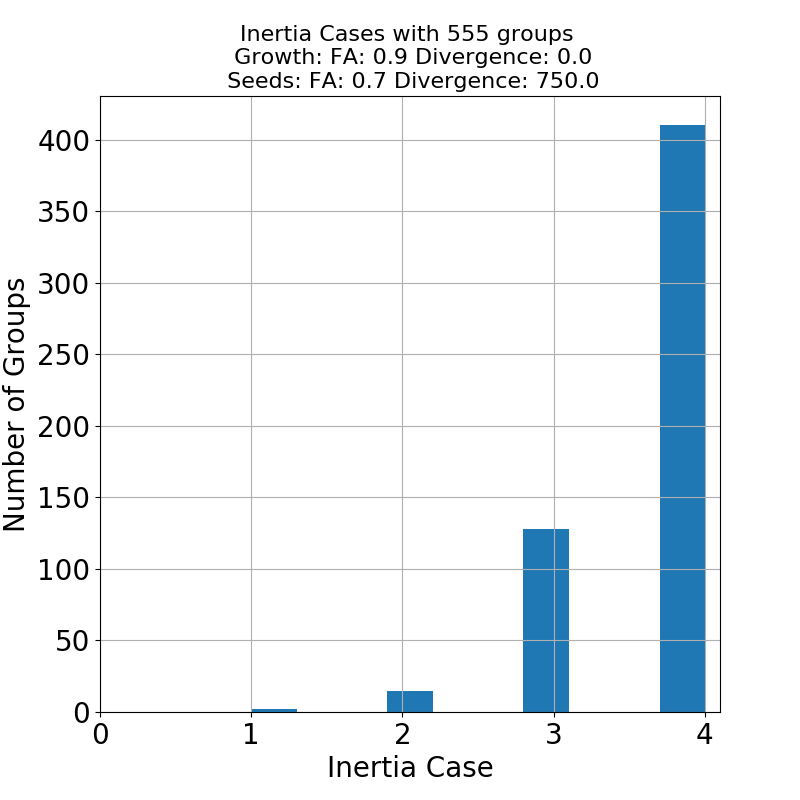 Inertia Cases with 555 groups
Growth: FA: 0.9 Divergence: 0.0
Seeds: FA: 0.7 Divergence: 750.0
400
350
300
250
200
150
100
50
0
Number of Groups
0 1 2 3 4
Inertia Case